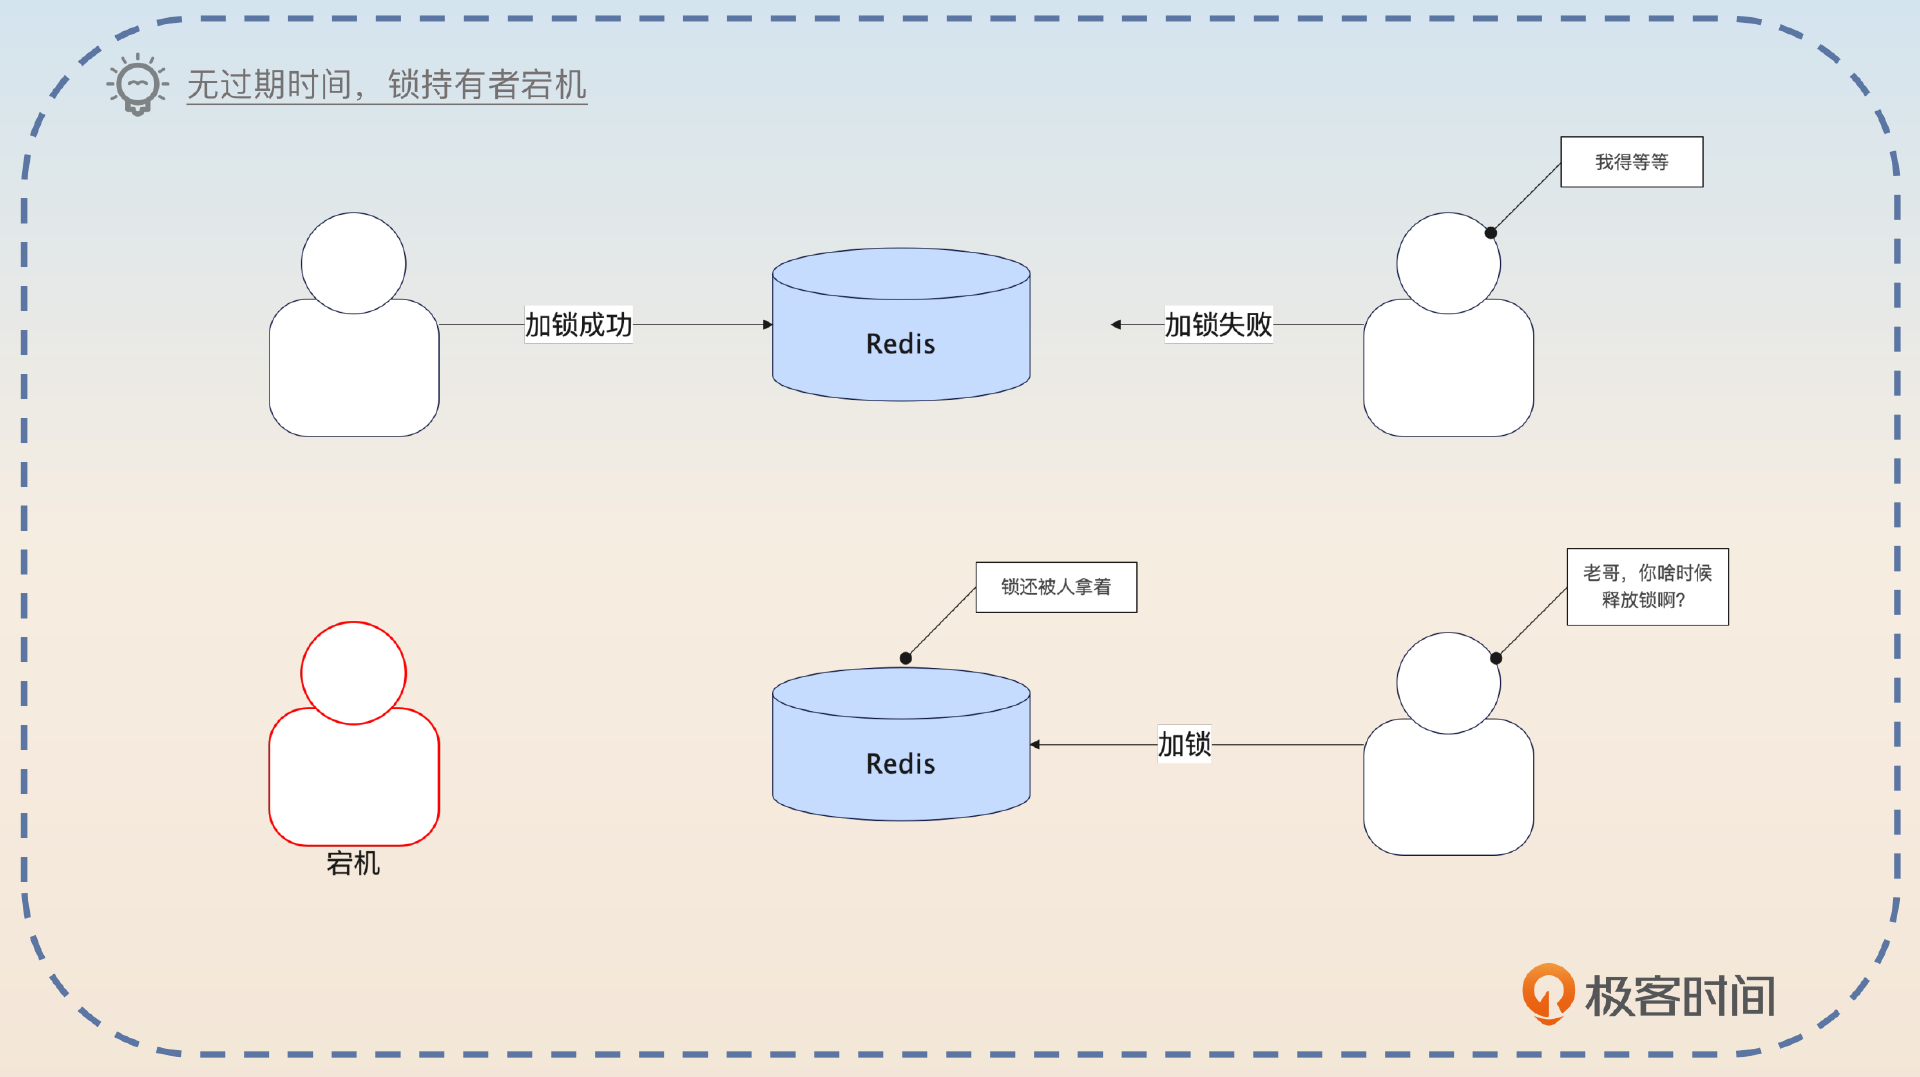 无过期时间，锁持有者宕机
我得等等
加锁成功
Redis
加锁失败
锁还被人拿着
老哥，你啥时候
释放锁啊？
Redis
加锁
宕机
极客时间